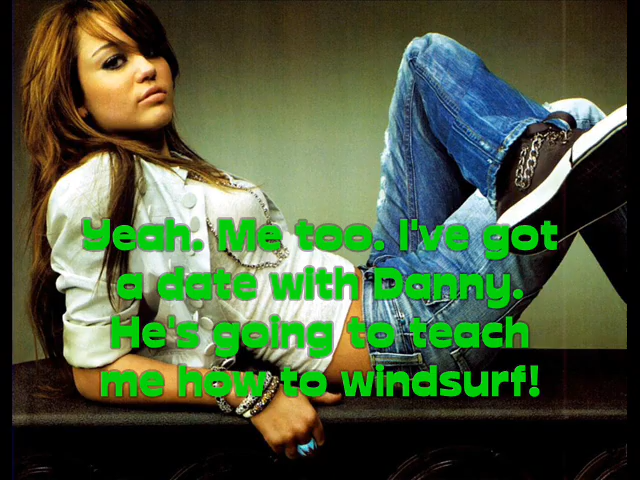 Yeah. Me too. I've got
a date with Danny.
He's going to teach
me how to windsurf!